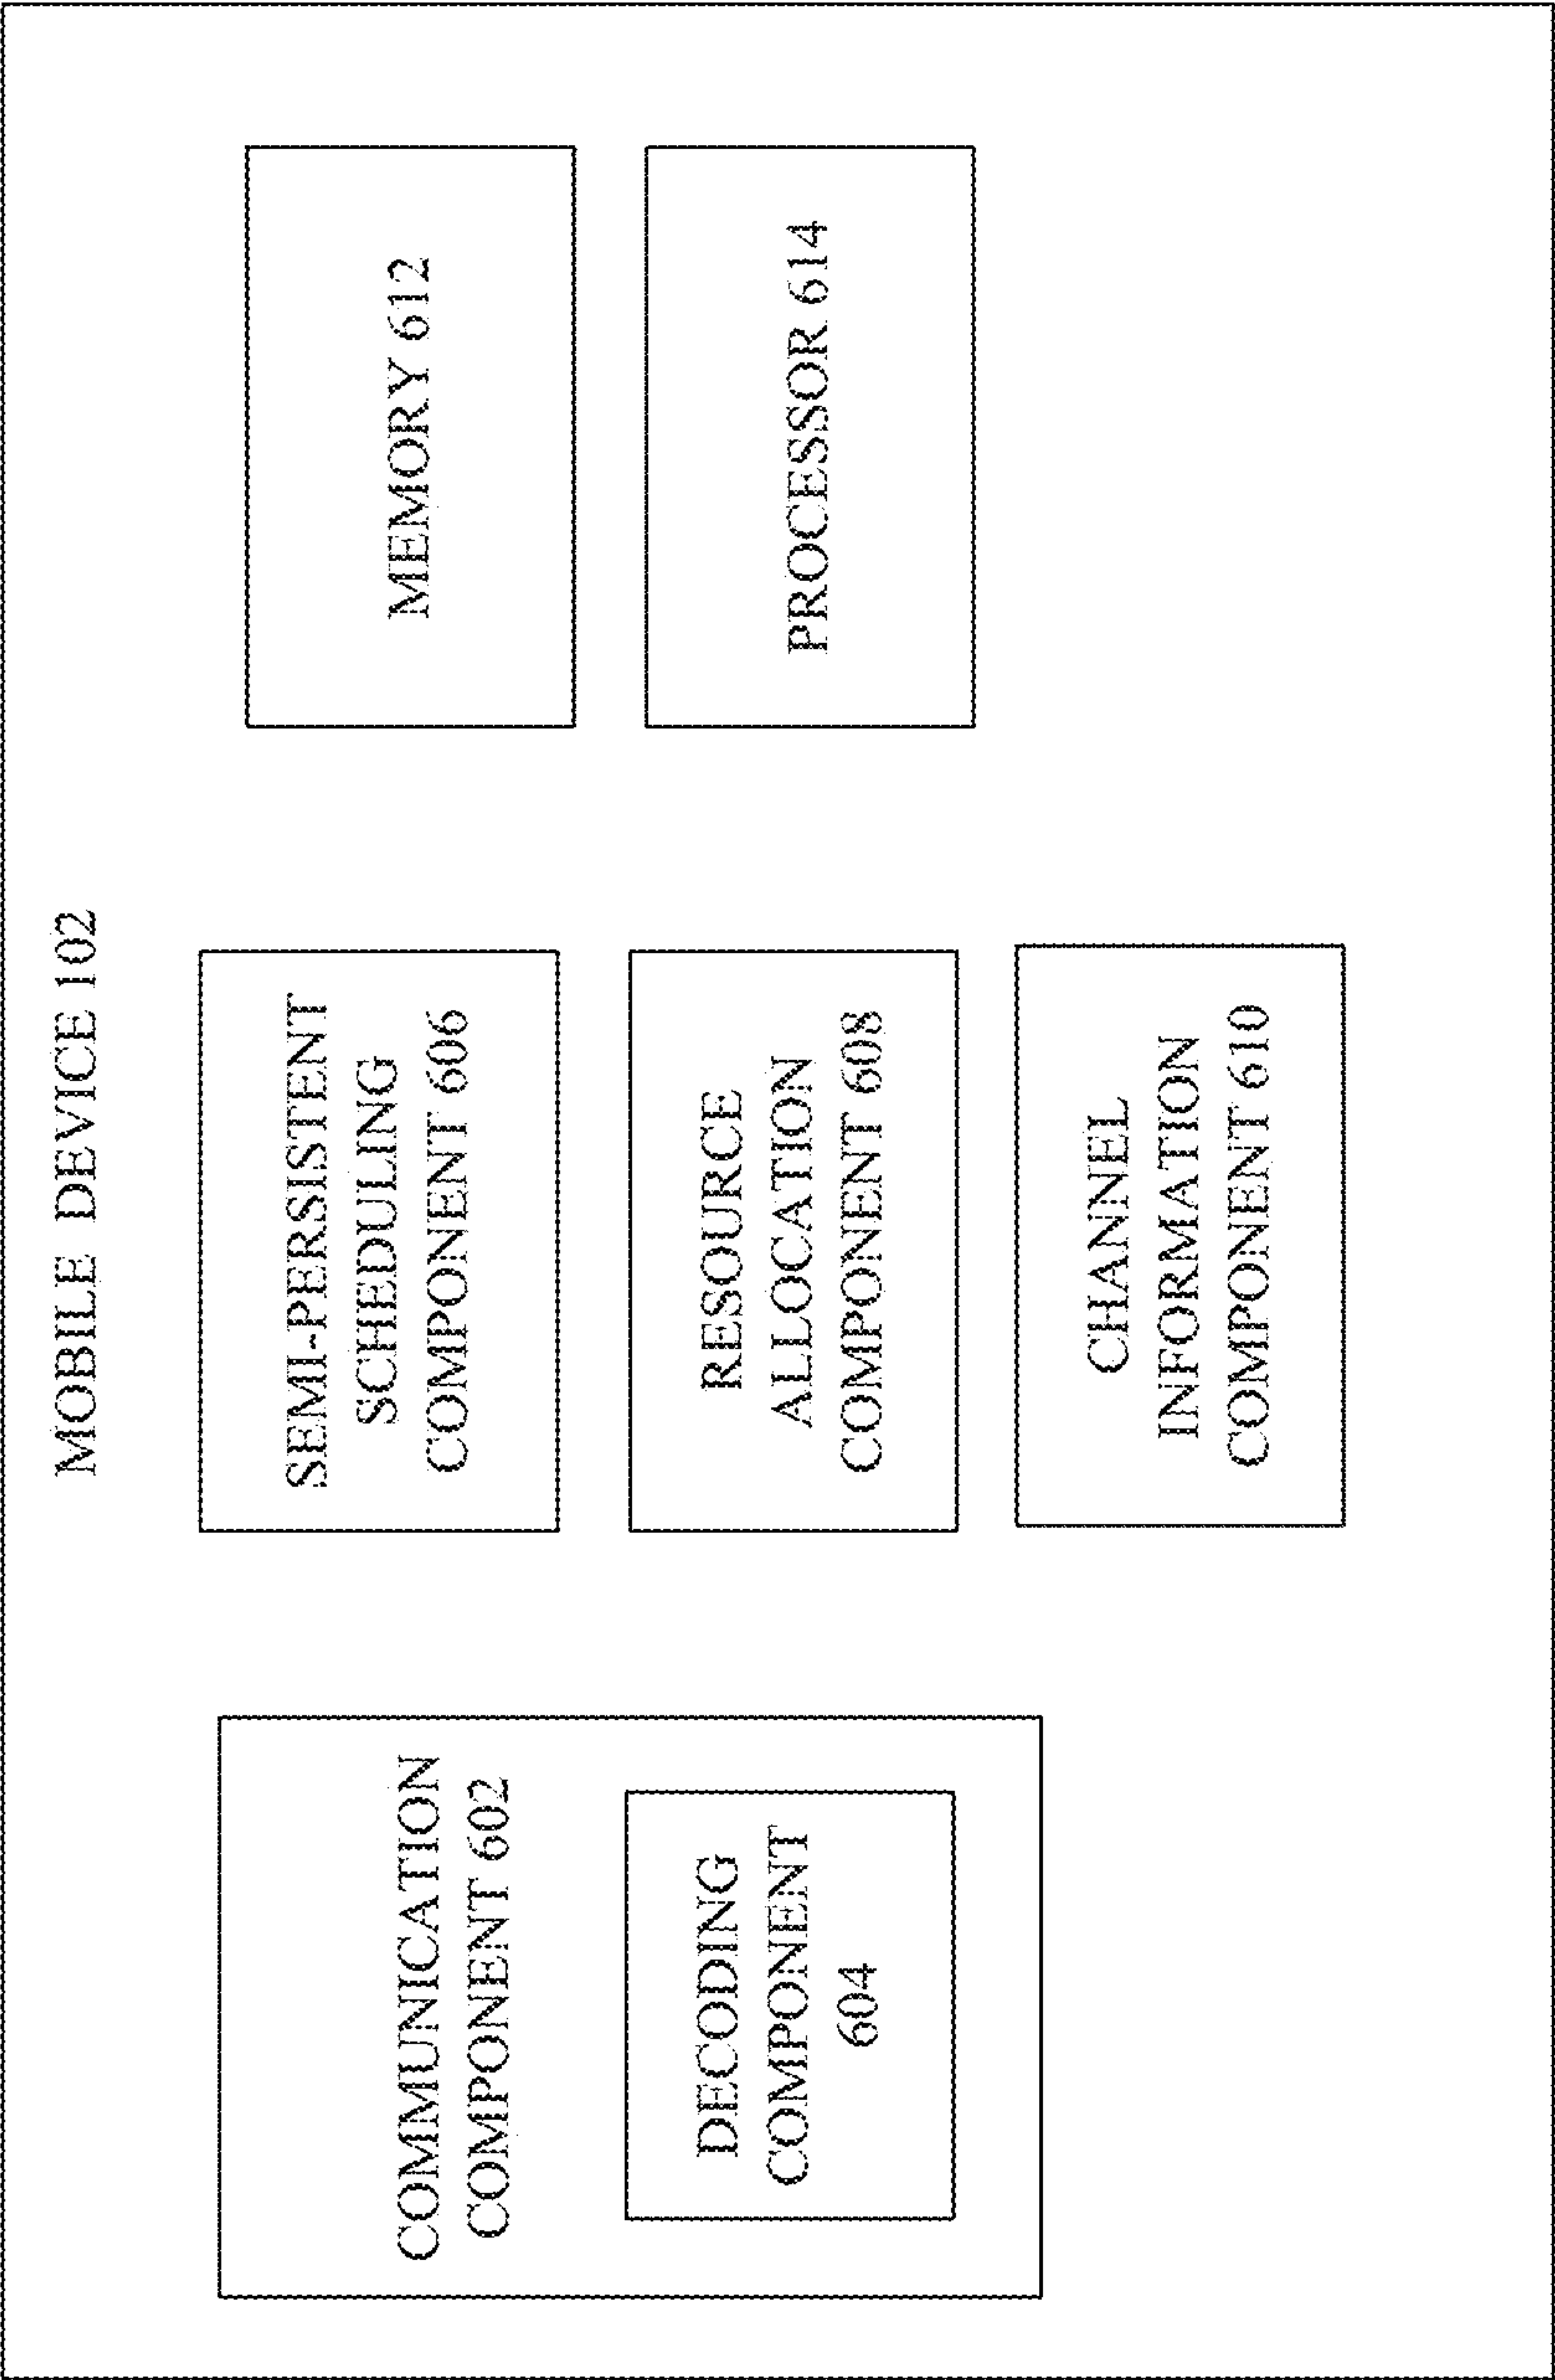 MOBILE DEVICE 102
COMMUNICATION
COMPONENT 602
DECODING
COMPONENT
604
SEMI-PERSISTENT
SCHEDULING
COMPONENT 606
RESOURCE
ALLOCATION
COMPONENT 608
CHANNEL
INFORMATION
COMPONENT 610
MEMORY 612
PROCESSOR 614